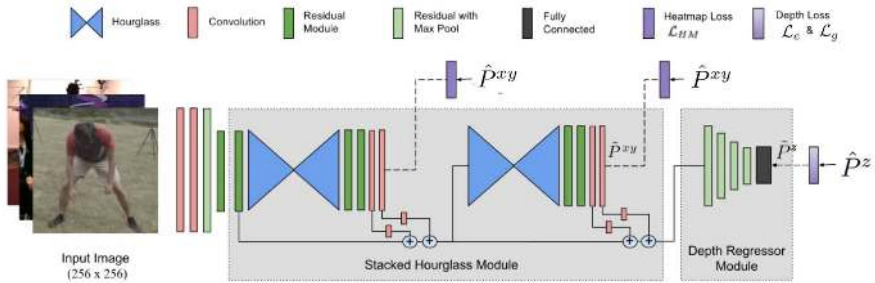 Hourglass
Convolution
Residual
Module
Residual with
Max Pool
Fully
Connected
Heatmap Loss
ℒ_HM
Depth Loss
ℒ_e & ℒ_g
P̂^xy
P̂^xy
P̃^xy
P̃^z
P̂^z
Input Image
(256 x 256)
Stacked Hourglass Module
Depth Regressor
Module